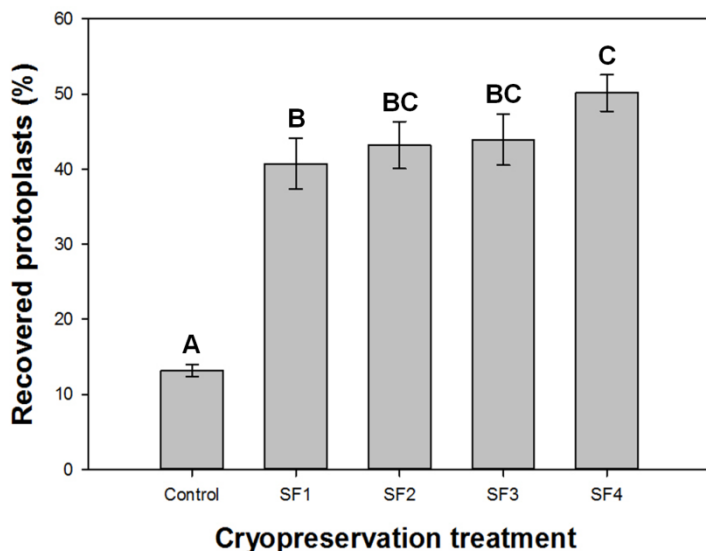 Recovered protoplasts (%)
60
50
40
30
20
10
0
A
B
BC
BC
C
Control
SF1
SF2
SF3
SF4
Cryopreservation treatment